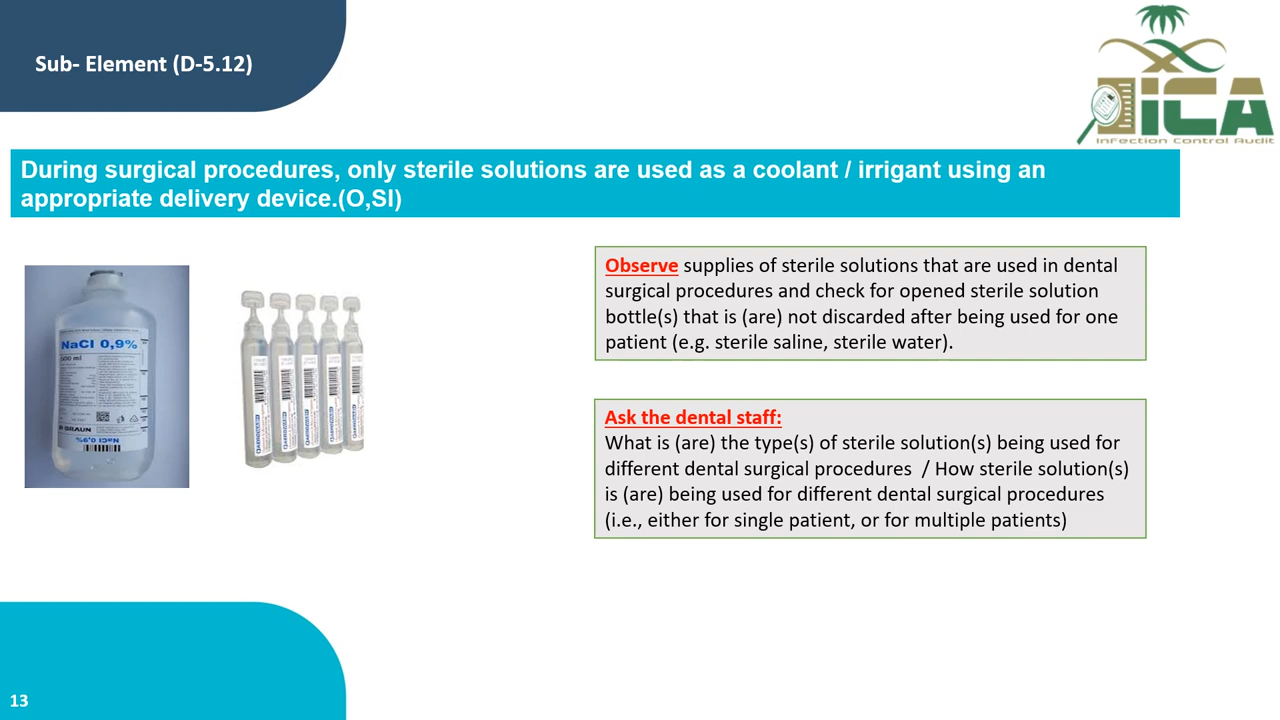 Sub- Element (D-5.12)
iCA
Infection Control Audit
During surgical procedures, only sterile solutions are used as a coolant / irrigant using an
appropriate delivery device.(O,SI)
NaCl 0,9%
500 ml
B BRAUN
NaCl 0,9%
Observe supplies of sterile solutions that are used in dental
surgical procedures and check for opened sterile solution
bottle(s) that is (are) not discarded after being used for one
patient (e.g. sterile saline, sterile water).
Ask the dental staff:
What is (are) the type(s) of sterile solution(s) being used for
different dental surgical procedures  / How sterile solution(s)
is (are) being used for different dental surgical procedures
(i.e., either for single patient, or for multiple patients)
13